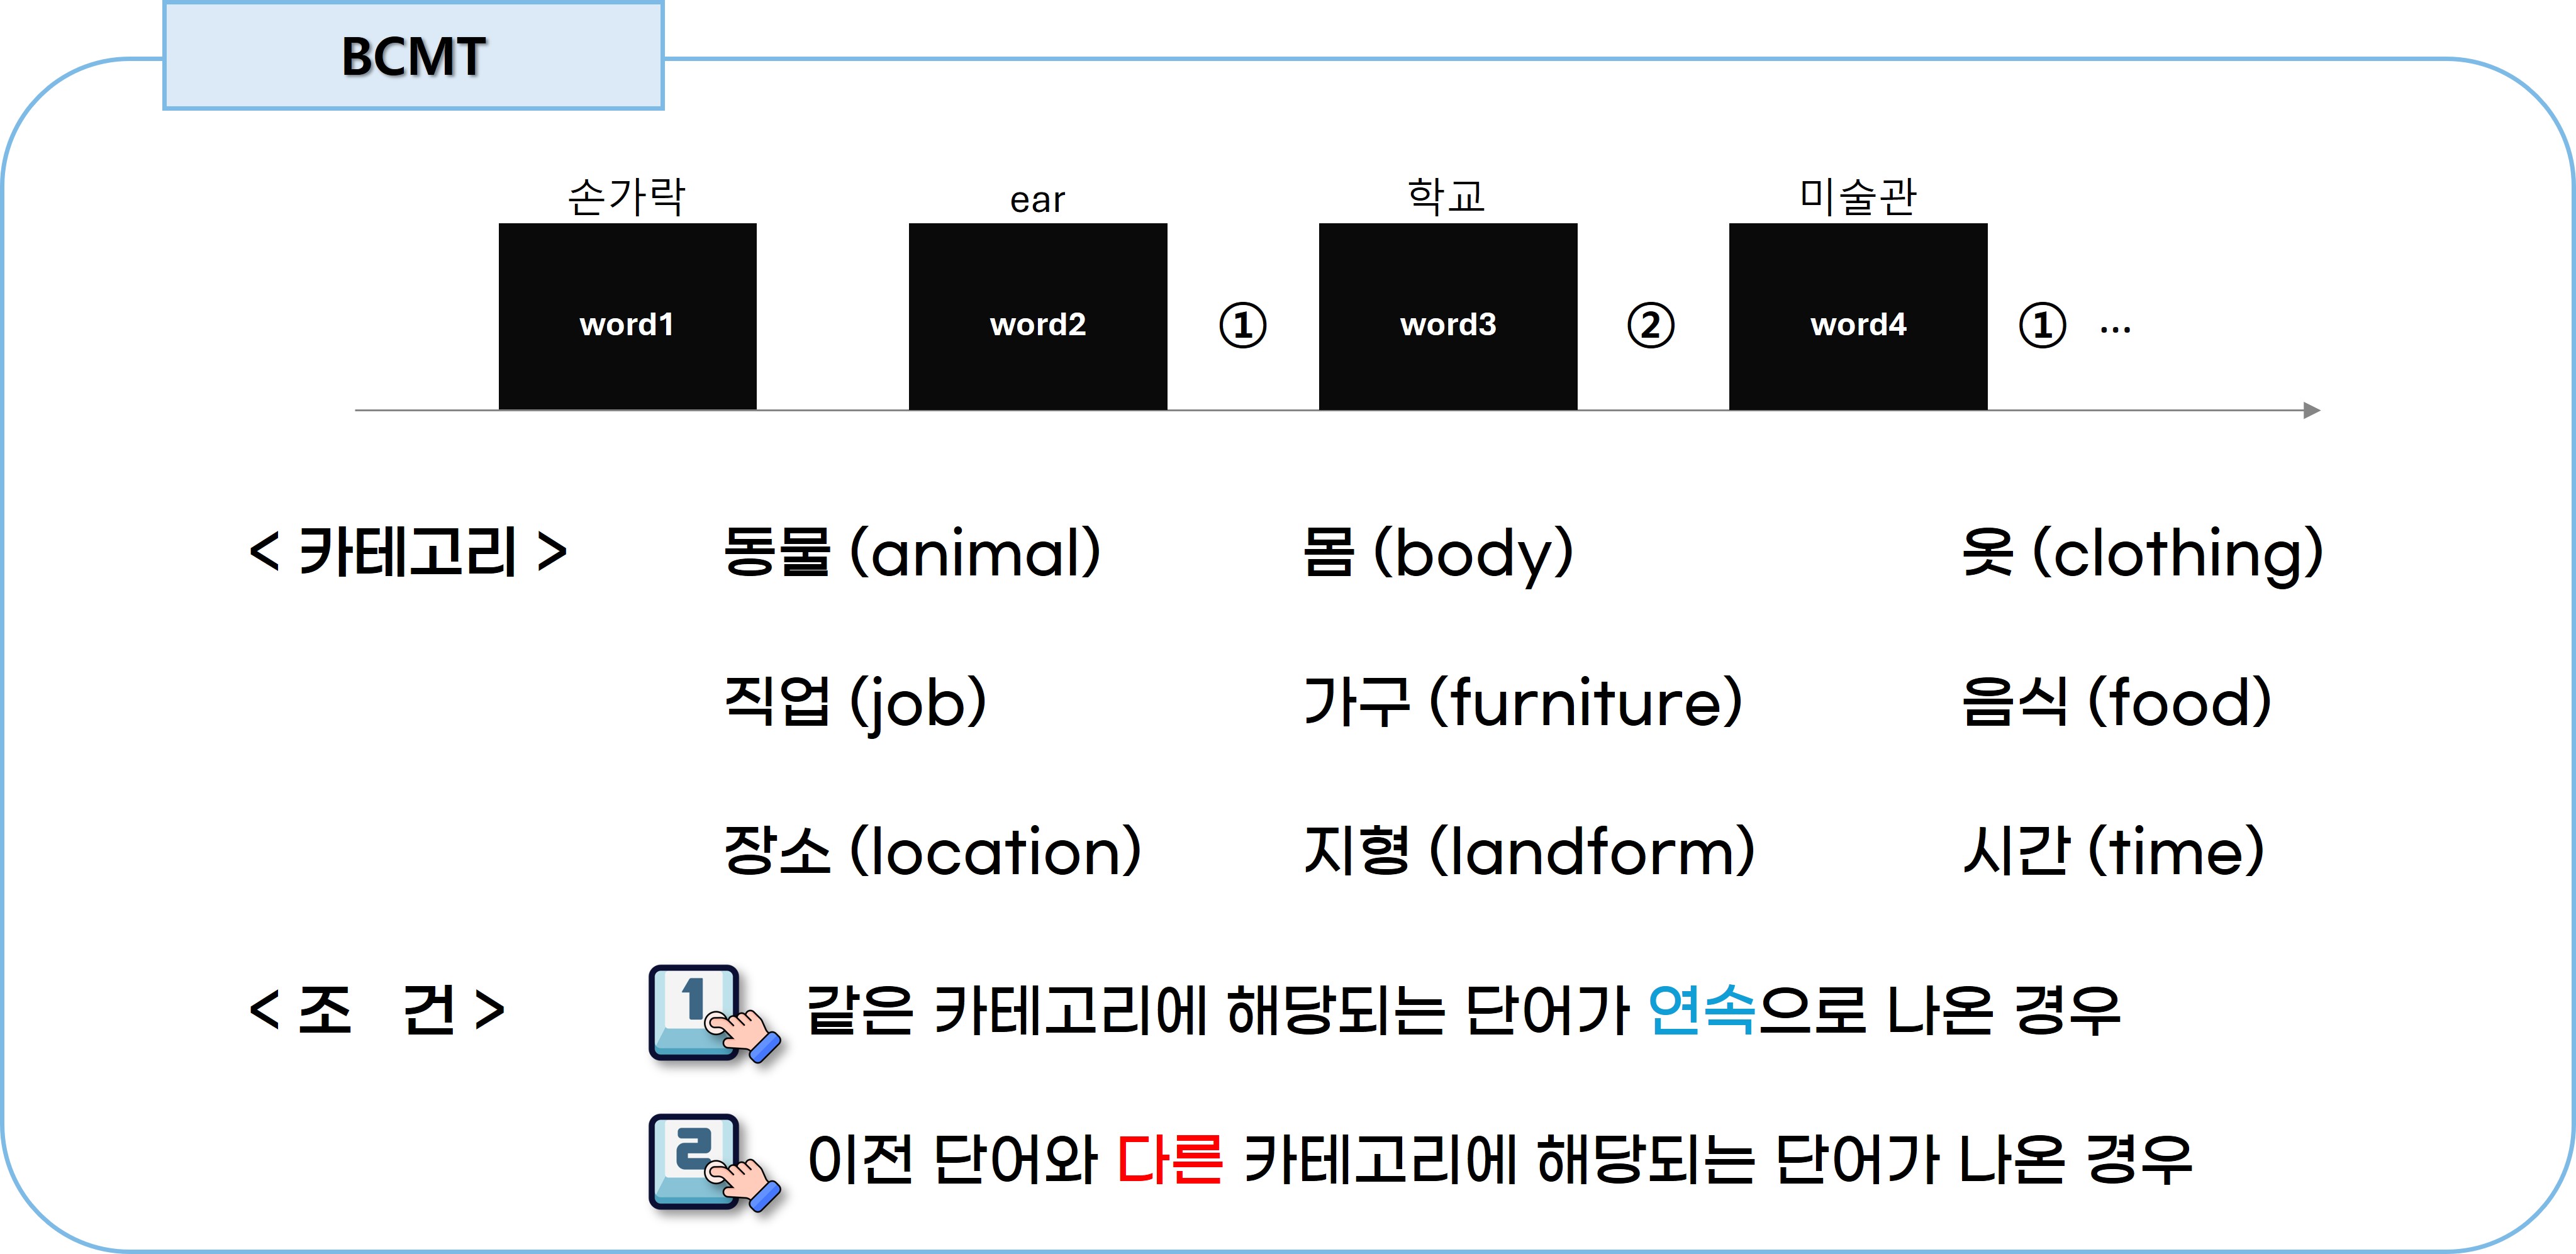 BCMT
손가락 ear 학교 미술관
word1 word2 ① word3 ② word4 ① ...
< 카테고리 > 동물 (animal) 몸 (body) 옷 (clothing)
직업 (job) 가구 (furniture) 음식 (food)
장소 (location) 지형 (landform) 시간 (time)
< 조 건 > 1 같은 카테고리에 해당되는 단어가 연속으로 나온 경우
2 이전 단어와 다른 카테고리에 해당되는 단어가 나온 경우